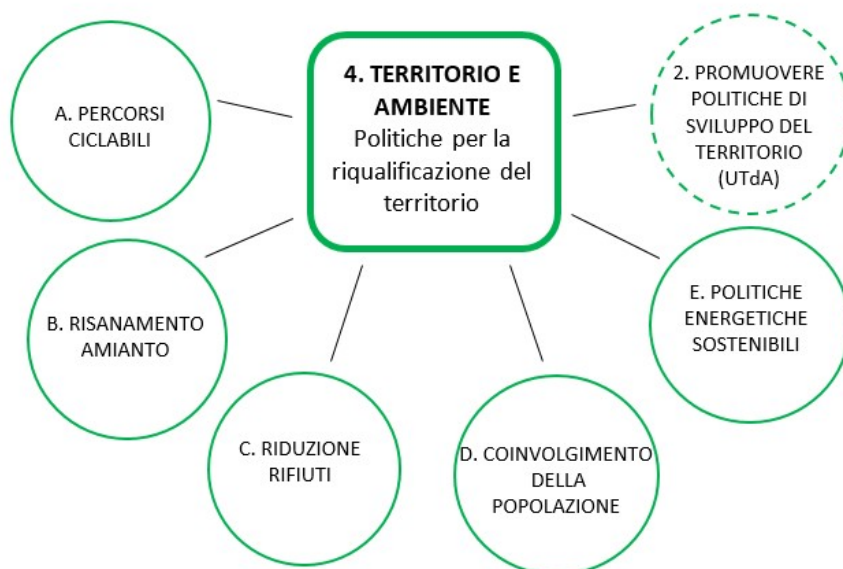 4. TERRITORIO E
AMBIENTE
Politiche per la
riqualificazione del
territorio
A. PERCORSI
CICLABILI
B. RISANAMENTO
AMIANTO
C. RIDUZIONE
RIFIUTI
D. COINVOLGIMENTO
DELLA
POPOLAZIONE
E. POLITICHE
ENERGETICHE
SOSTENIBILI
2. PROMUOVERE
POLITICHE DI
SVILUPPO DEL
TERRITORIO
(UTdA)